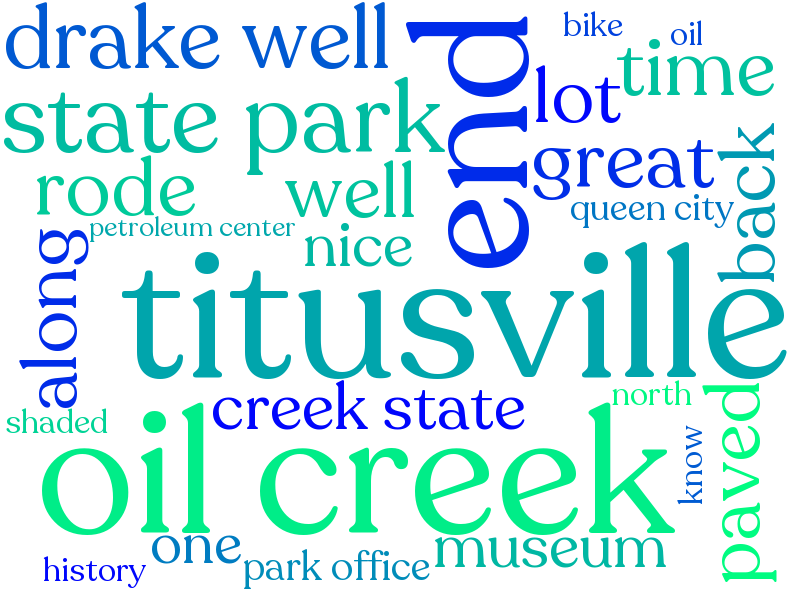 drake well
end
bike
oil
time
state park
lot
great
back
rode
well
queen city
petroleum center
nice
along
titusville
creek state
north
shaded
paved
oil creek
know
one
museum
history
park office